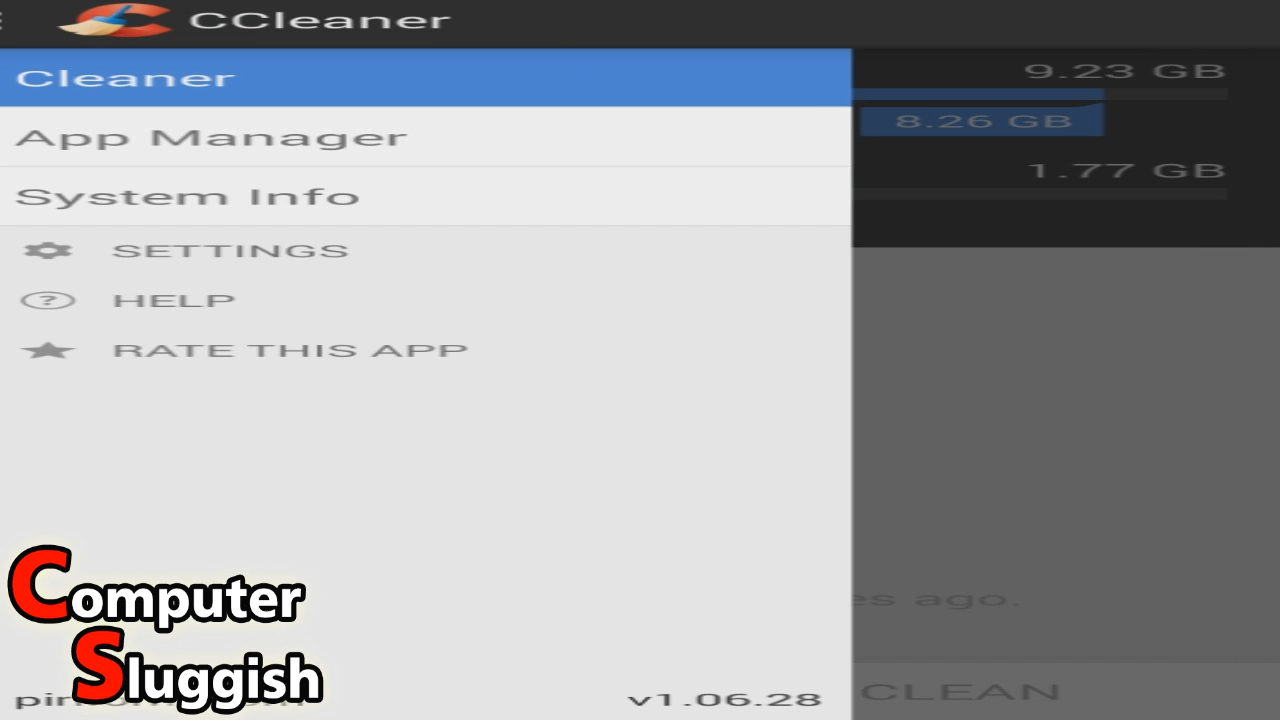 CCleaner
Cleaner
9.23 GB
8.26 GB
App Manager
1.77 GB
System Info
SETTINGS
HELP
RATE THIS APP
ago.
Computer
Sluggish
v1.06.28
CLEAN